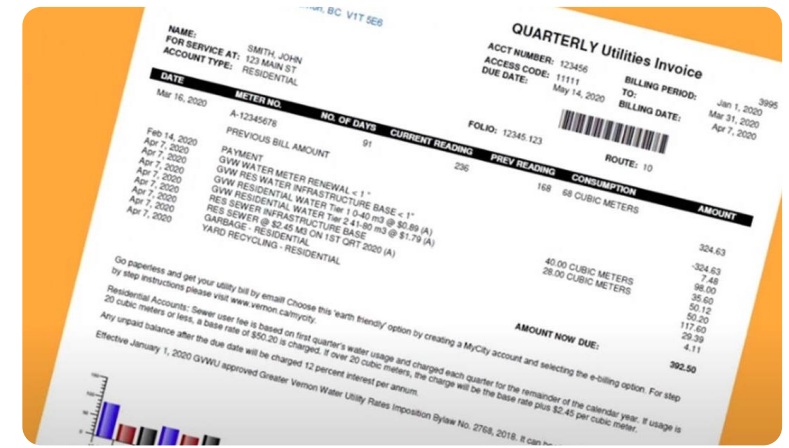 BC V1T 5E6
QUARTERLY Utilities Invoice
NAME: SMITH, JOHN
FOR SERVICE AT: 123 MAIN ST
ACCOUNT TYPE: RESIDENTIAL
ACCT NUMBER: 123456
ACCESS CODE: 11111
DUE DATE: May 14, 2020
3995
BILLING PERIOD: Jan 1, 2020
TO: Mar 31, 2020
BILLING DATE: Apr 7, 2020
FOLIO: 12345.123
ROUTE: 10
DATE METER NO. NO. OF DAYS CURRENT READING PREV READING CONSUMPTION AMOUNT
Mar 16, 2020 A-12345678 91 236 168 68 CUBIC METERS
PREVIOUS BILL AMOUNT 324.63
Feb 14, 2020 PAYMENT -324.63
Apr 7, 2020 GVW WATER METER RENEWAL < 1" 7.48
Apr 7, 2020 GVW RES WATER INFRASTRUCTURE BASE < 1" 98.00
Apr 7, 2020 GVW RESIDENTIAL WATER Tier 1 0-40 m3 @ $0.89 (A) 40.00 CUBIC METERS 35.60
Apr 7, 2020 GVW RESIDENTIAL WATER Tier 2 41-80 m3 @ $1.79 (A) 28.00 CUBIC METERS 50.12
Apr 7, 2020 RES SEWER INFRASTRUCTURE BASE 50.20
Apr 7, 2020 RES SEWER @ $2.45 M3 ON 1ST QRT 2020 (A) 117.60
Apr 7, 2020 GARBAGE - RESIDENTIAL 29.39
Apr 7, 2020 YARD RECYCLING - RESIDENTIAL 4.11
AMOUNT NOW DUE: 392.50
Go paperless and get your utility bill by email! Choose this 'earth friendly' option by creating a MyCity account and selecting the e-billing option. For step
by step instructions please visit www.vernon.ca/mycity.
Residential Accounts: Sewer user fee is based on first quarter's water usage and charged each quarter for the remainder of the calendar year. If usage is
20 cubic meters or less, a base rate of $50.20 is charged. If over 20 cubic meters, the charge will be the base rate plus $2.45 per cubic meter.
Any unpaid balance after the due date will be charged 12 percent interest per annum.
Effective January 1, 2020 GVWU approved Greater Vernon Water Utility Rates Imposition Bylaw No. 2768, 2018. It can be